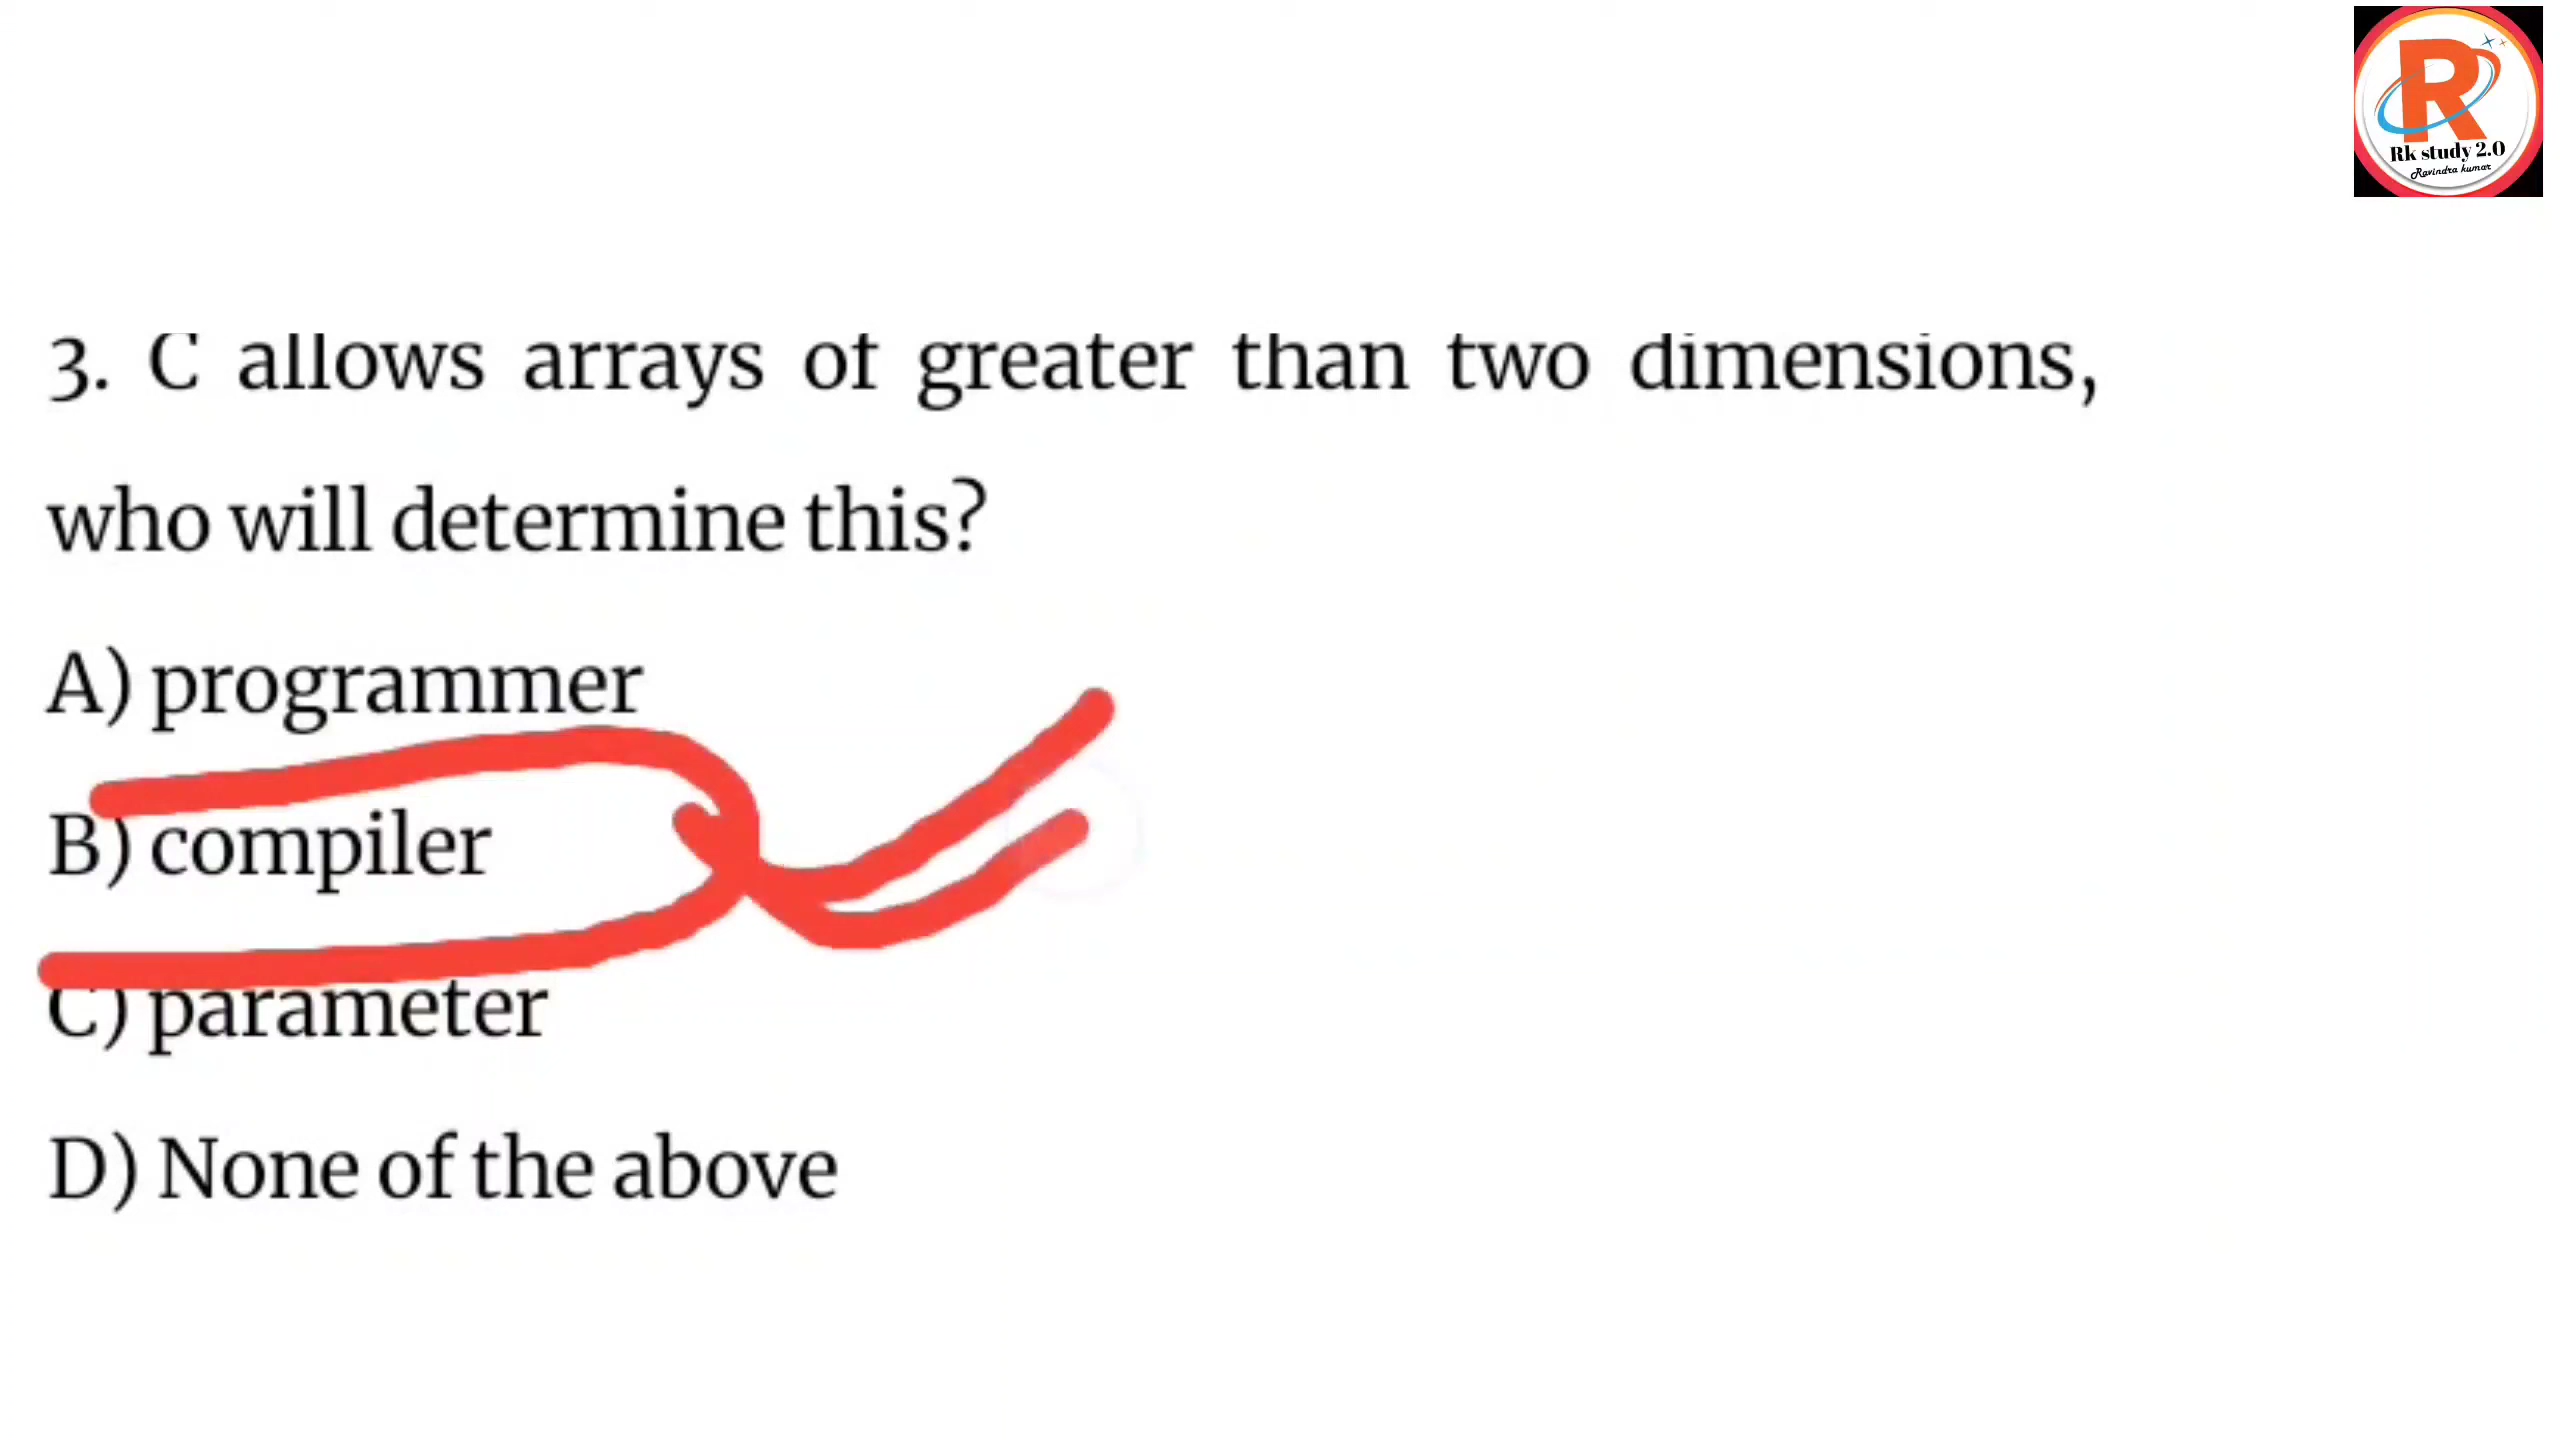 R
Rk study 2.0
Ravindra kumar
3. C allows arrays of greater than two dimensions,
who will determine this?
A) programmer
B) compiler
C) parameter
D) None of the above